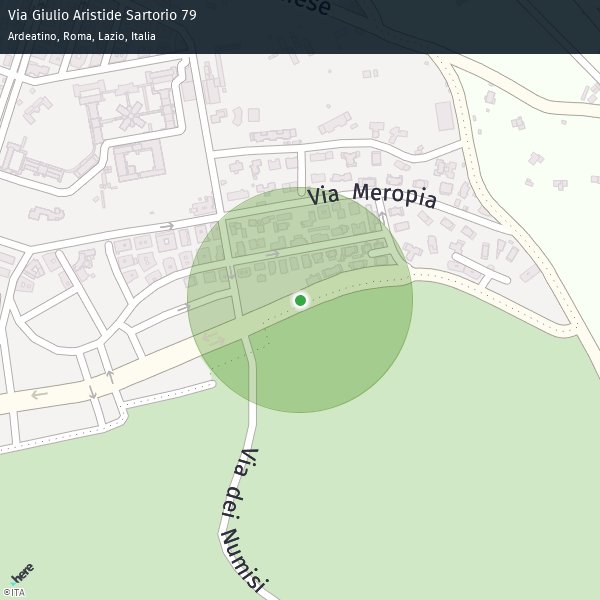 Via Giulio Aristide Sartorio 79
Ardeatino, Roma, Lazio, Italia
Via Meropia
Via dei Numisi
here
©ITA